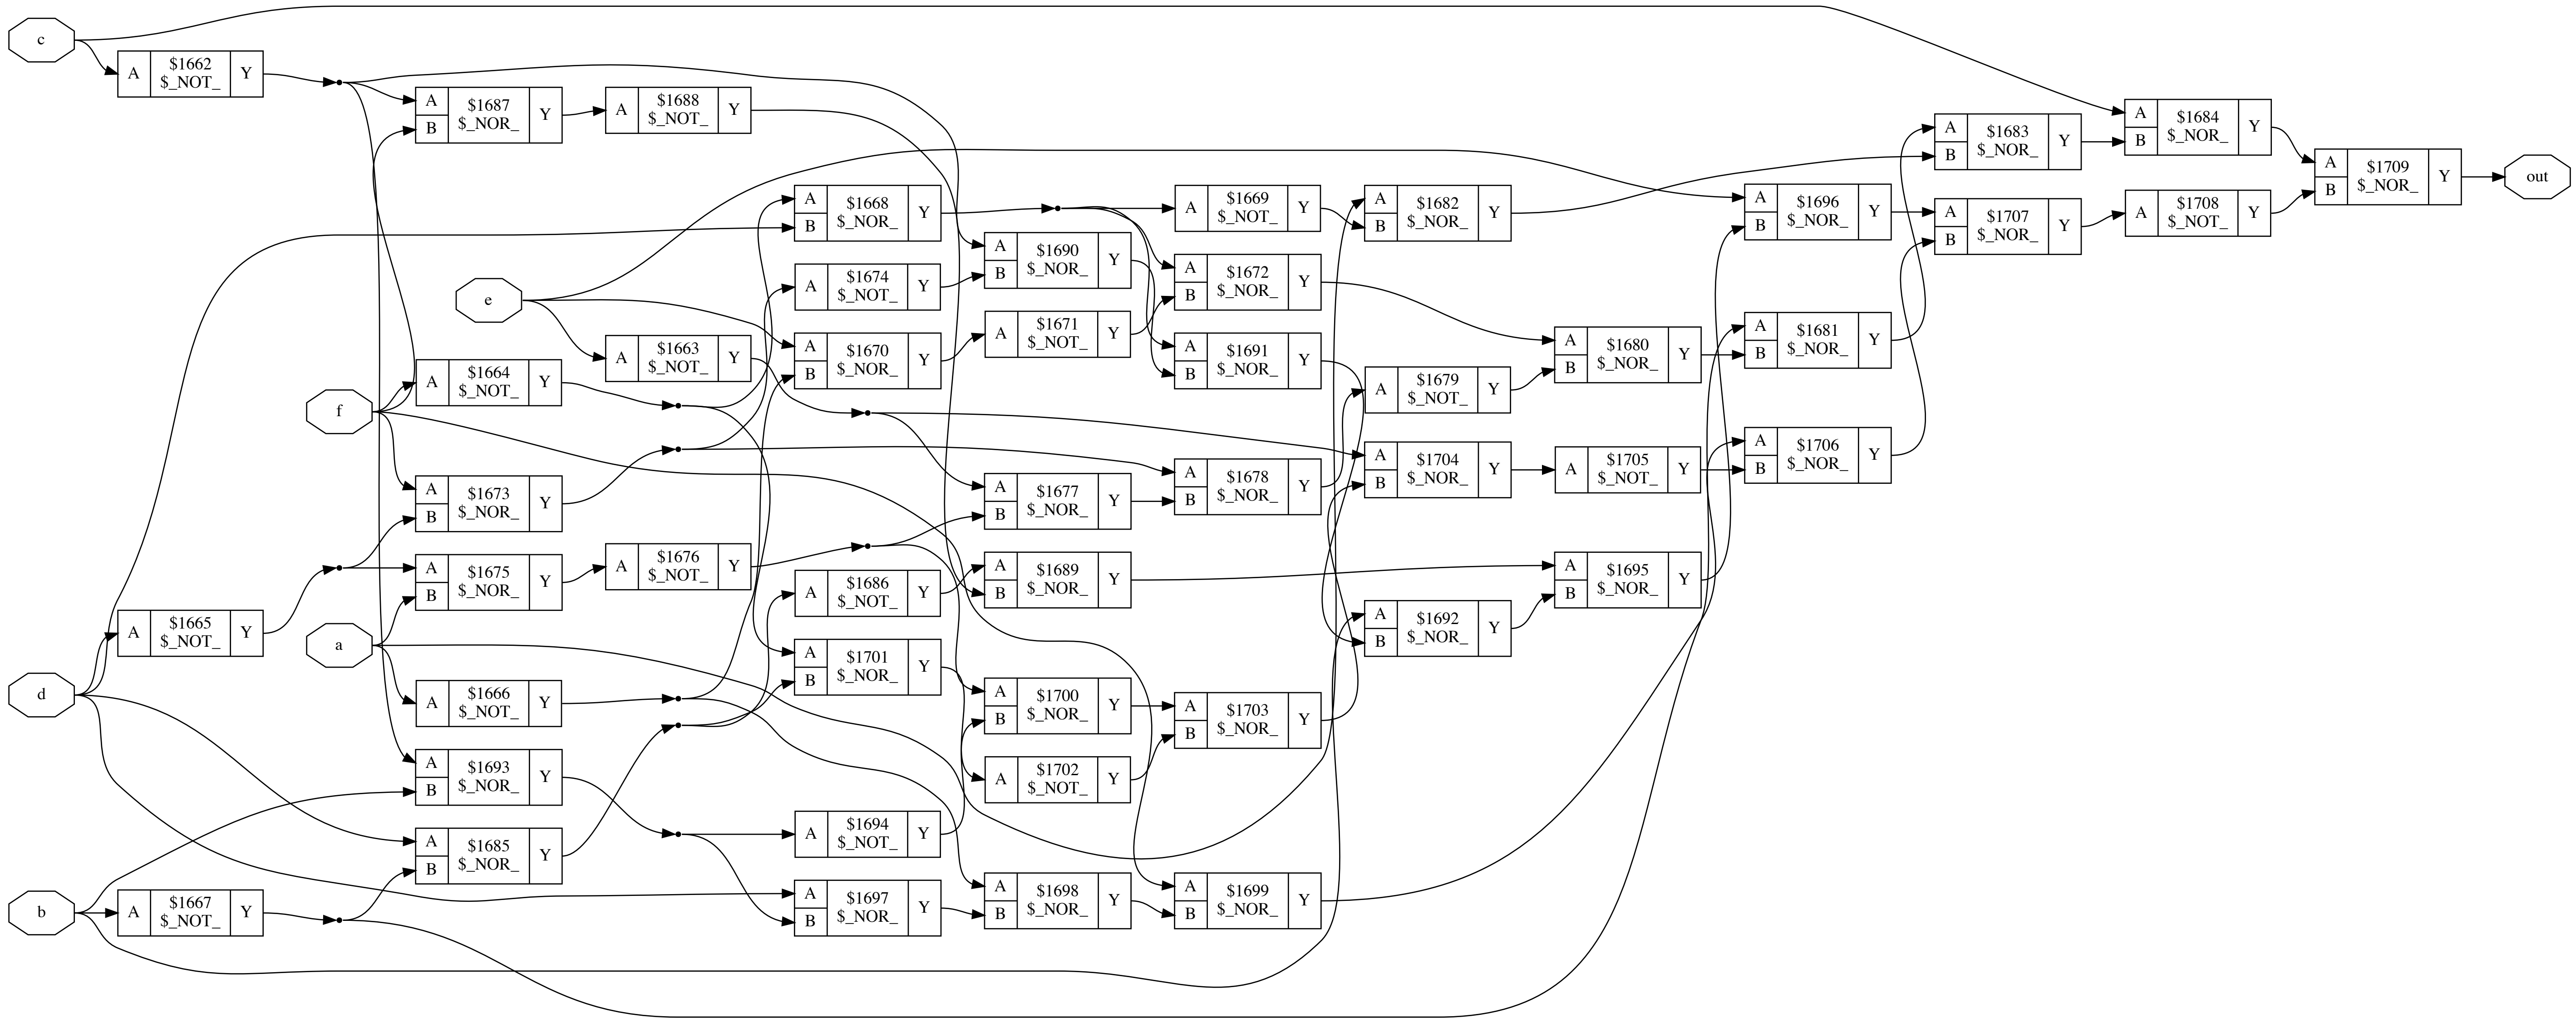 c
A $1662 $_NOT_ Y
A B $1687 $_NOR_ Y
A $1688 $_NOT_ Y
A B $1684 $_NOR_ Y
A B $1683 $_NOR_ Y
A B $1709 $_NOR_ Y
out
A B $1668 $_NOR_ Y
A $1669 $_NOT_ Y
A B $1682 $_NOR_ Y
A B $1696 $_NOR_ Y
A B $1707 $_NOR_ Y
A $1708 $_NOT_ Y
A $1674 $_NOT_ Y
A B $1690 $_NOR_ Y
A B $1672 $_NOR_ Y
e
A $1663 $_NOT_ Y
A B $1670 $_NOR_ Y
A $1671 $_NOT_ Y
A B $1691 $_NOR_ Y
A B $1680 $_NOR_ Y
A B $1681 $_NOR_ Y
f
A $1664 $_NOT_ Y
A $1679 $_NOT_ Y
A B $1704 $_NOR_ Y
A $1705 $_NOT_ Y
A B $1706 $_NOR_ Y
A B $1673 $_NOR_ Y
A B $1677 $_NOR_ Y
A B $1678 $_NOR_ Y
A B $1675 $_NOR_ Y
A $1676 $_NOT_ Y
A $1686 $_NOT_ Y
A B $1689 $_NOR_ Y
A B $1695 $_NOR_ Y
A $1665 $_NOT_ Y
a
A B $1701 $_NOR_ Y
A B $1692 $_NOR_ Y
d
A $1666 $_NOT_ Y
A B $1700 $_NOR_ Y
A B $1703 $_NOR_ Y
A B $1693 $_NOR_ Y
A $1702 $_NOT_ Y
A B $1685 $_NOR_ Y
A $1694 $_NOT_ Y
b
A $1667 $_NOT_ Y
A B $1697 $_NOR_ Y
A B $1698 $_NOR_ Y
A B $1699 $_NOR_ Y